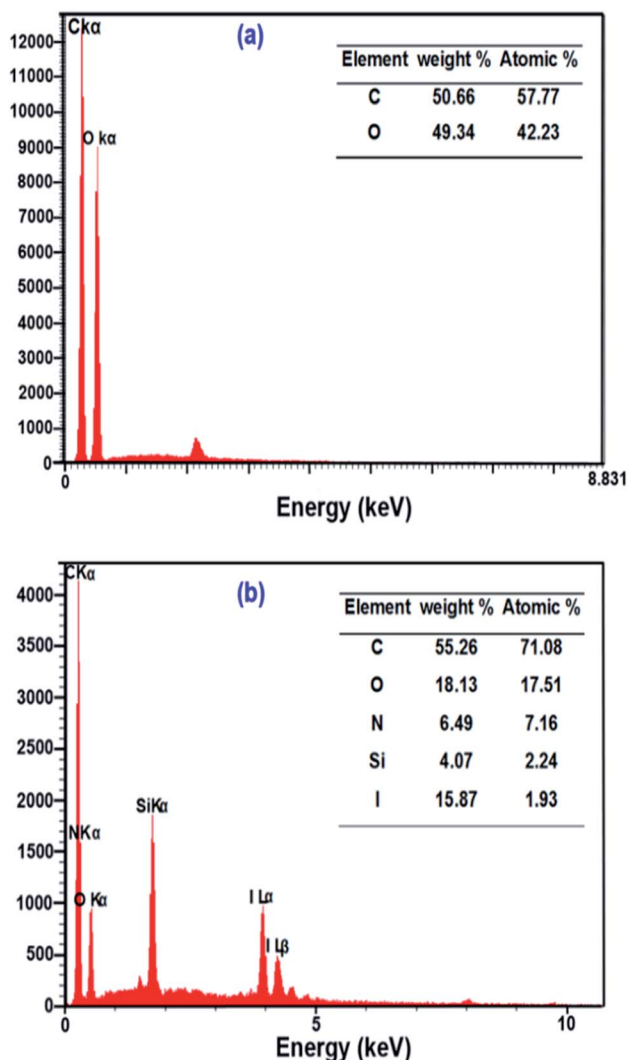 (a)
Ckα
O kα
12000
11000
10000
9000
8000
7000
6000
5000
4000
3000
2000
1000
0
Element weight % Atomic %
C 50.66 57.77
O 49.34 42.23
0 8.831
Energy (keV)
(b)
CKα
NKα
O Kα
SiKα
I Lα
I Lβ
4000
3500
3000
2500
2000
1500
1000
500
0
Element weight % Atomic %
C 55.26 71.08
O 18.13 17.51
N 6.49 7.16
Si 4.07 2.24
I 15.87 1.93
0 5 10
Energy (keV)